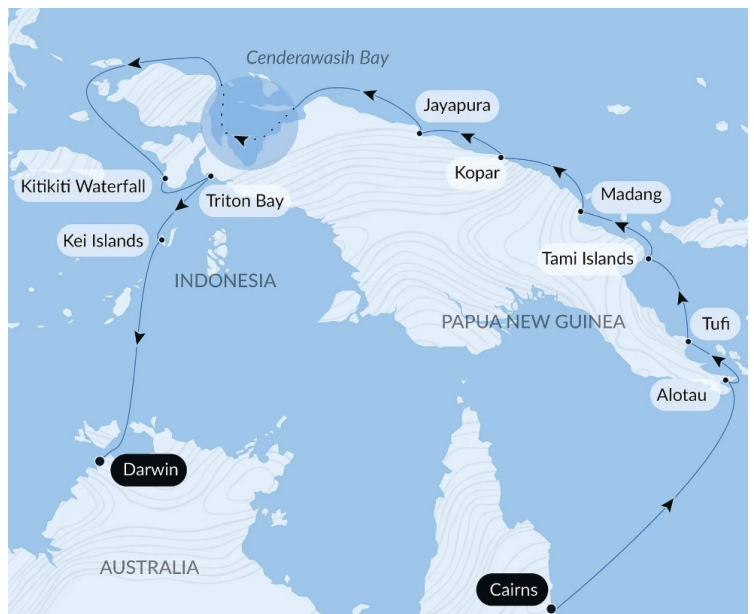 Cenderawasih Bay
Jayapura
Kopar
Kitikiti Waterfall
Triton Bay
Madang
Kei Islands
Tami Islands
INDONESIA
PAPUA NEW GUINEA
Tufi
Alotau
Darwin
AUSTRALIA
Cairns